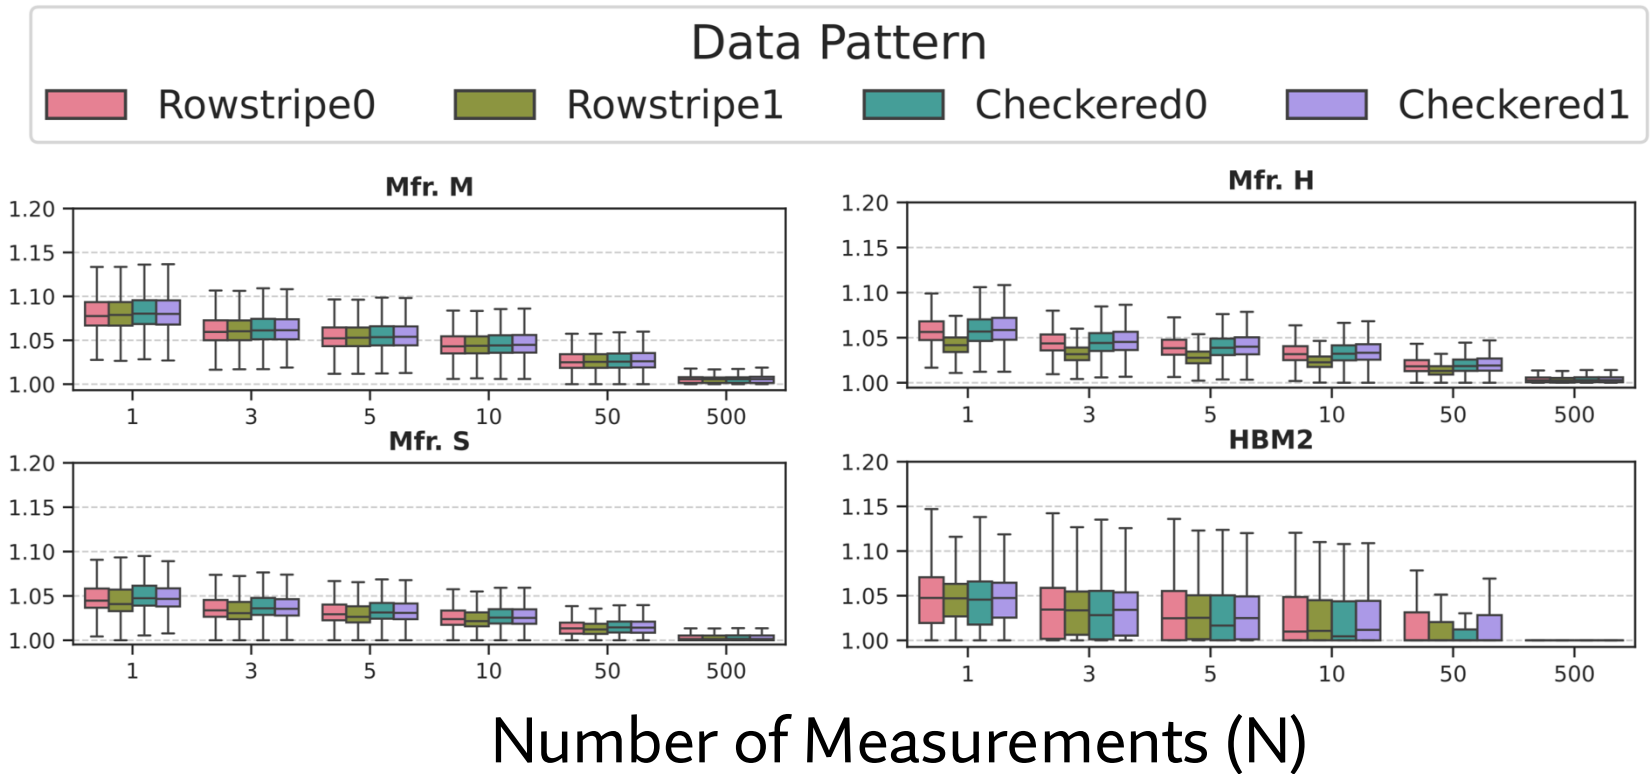 Data Pattern
Rowstripe0 Rowstripe1 Checkered0 Checkered1
Mfr. M
1.20
1.15
1.10
1.05
1.00
1 3 5 10 50 500
Mfr. H
1.20
1.15
1.10
1.05
1.00
1 3 5 10 50 500
Mfr. S
1.20
1.15
1.10
1.05
1.00
1 3 5 10 50 500
HBM2
1.20
1.15
1.10
1.05
1.00
1 3 5 10 50 500
Number of Measurements (N)